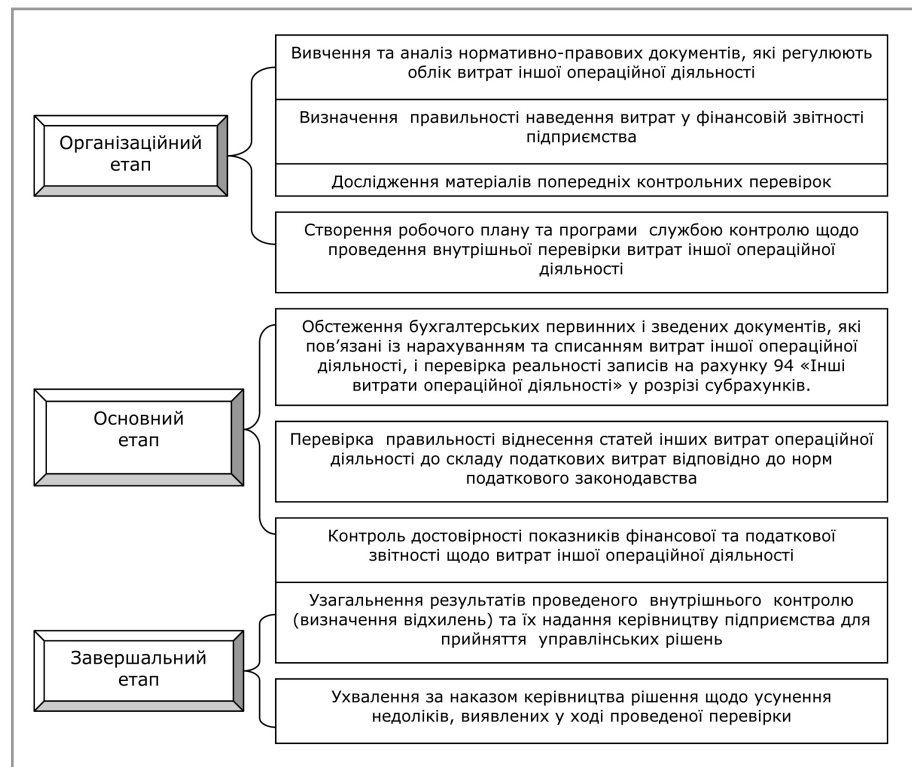 Організаційний
етап
Вивчення та аналіз нормативно-правових документів, які регулюють
облік витрат іншої операційної діяльності
Визначення правильності наведення витрат у фінансовій звітності
підприємства
Дослідження матеріалів попередніх контрольних перевірок
Створення робочого плану та програми службою контролю щодо
проведення внутрішньої перевірки витрат іншої операційної
діяльності
Основний
етап
Обстеження бухгалтерських первинних і зведених документів, які
пов’язані із нарахуванням та списанням витрат іншої операційної
діяльності, і перевірка реальності записів на рахунку 94 «Інші
витрати операційної діяльності» у розрізі субрахунків.
Перевірка правильності віднесення статей інших витрат операційної
діяльності до складу податкових витрат відповідно до норм
податкового законодавства
Контроль достовірності показників фінансової та податкової
звітності щодо витрат іншої операційної діяльності
Завершальний
етап
Узагальнення результатів проведеного внутрішнього контролю
(визначення відхилень) та їх надання керівництву підприємства для
прийняття управлінських рішень
Ухвалення за наказом керівництва рішення щодо усунення
недоліків, виявлених у ході проведеної перевірки